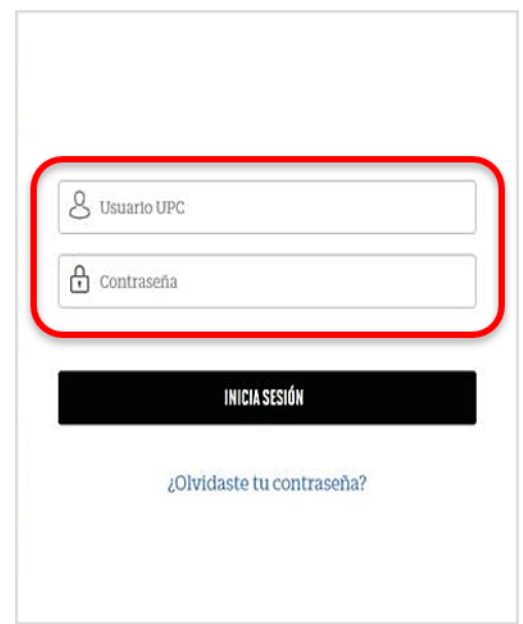 Usuario UPC
Contraseña
INICIA SESIÓN
¿Olvidaste tu contraseña?